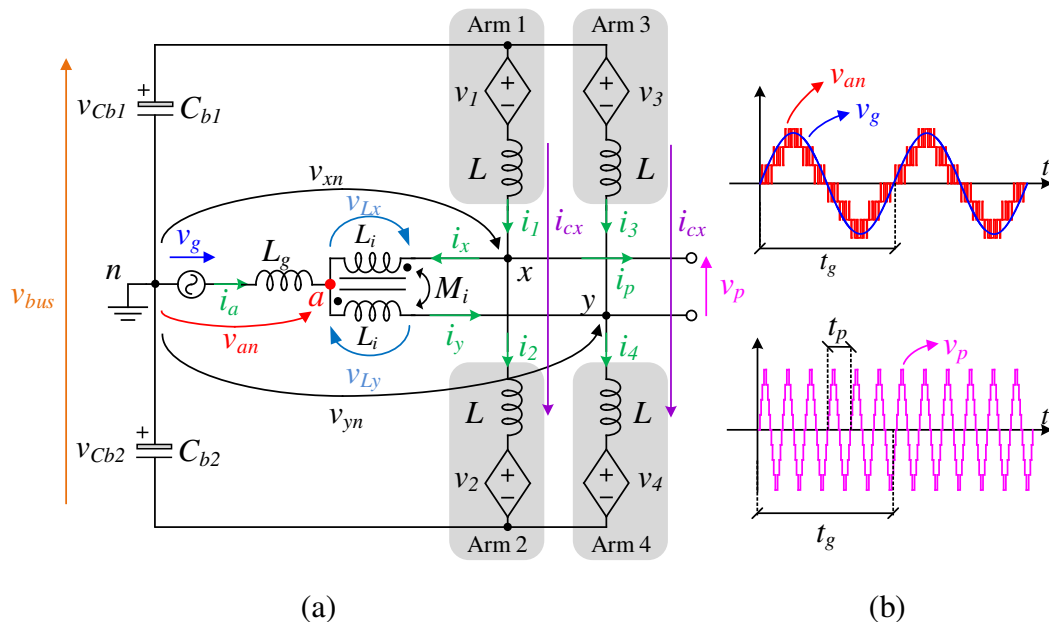 Arm 1
Arm 3
+
v_Cb1
C_b1
+
−
v_1
+
−
v_3
L
L
v_xn
v_Lx
i_1
i_cx
i_3
i_cx
v_g
L_i
i_x
n
L_g
x
i_p
v_p
v_bus
a
M_i
y
i_a
L_i
i_y
i_2
i_4
v_an
v_Ly
v_yn
L
L
+
v_Cb2
C_b2
v_2
+
−
v_4
+
−
Arm 2
Arm 4
(a)
v_an
v_g
t
t_g
t_p
v_p
t
t_g
(b)